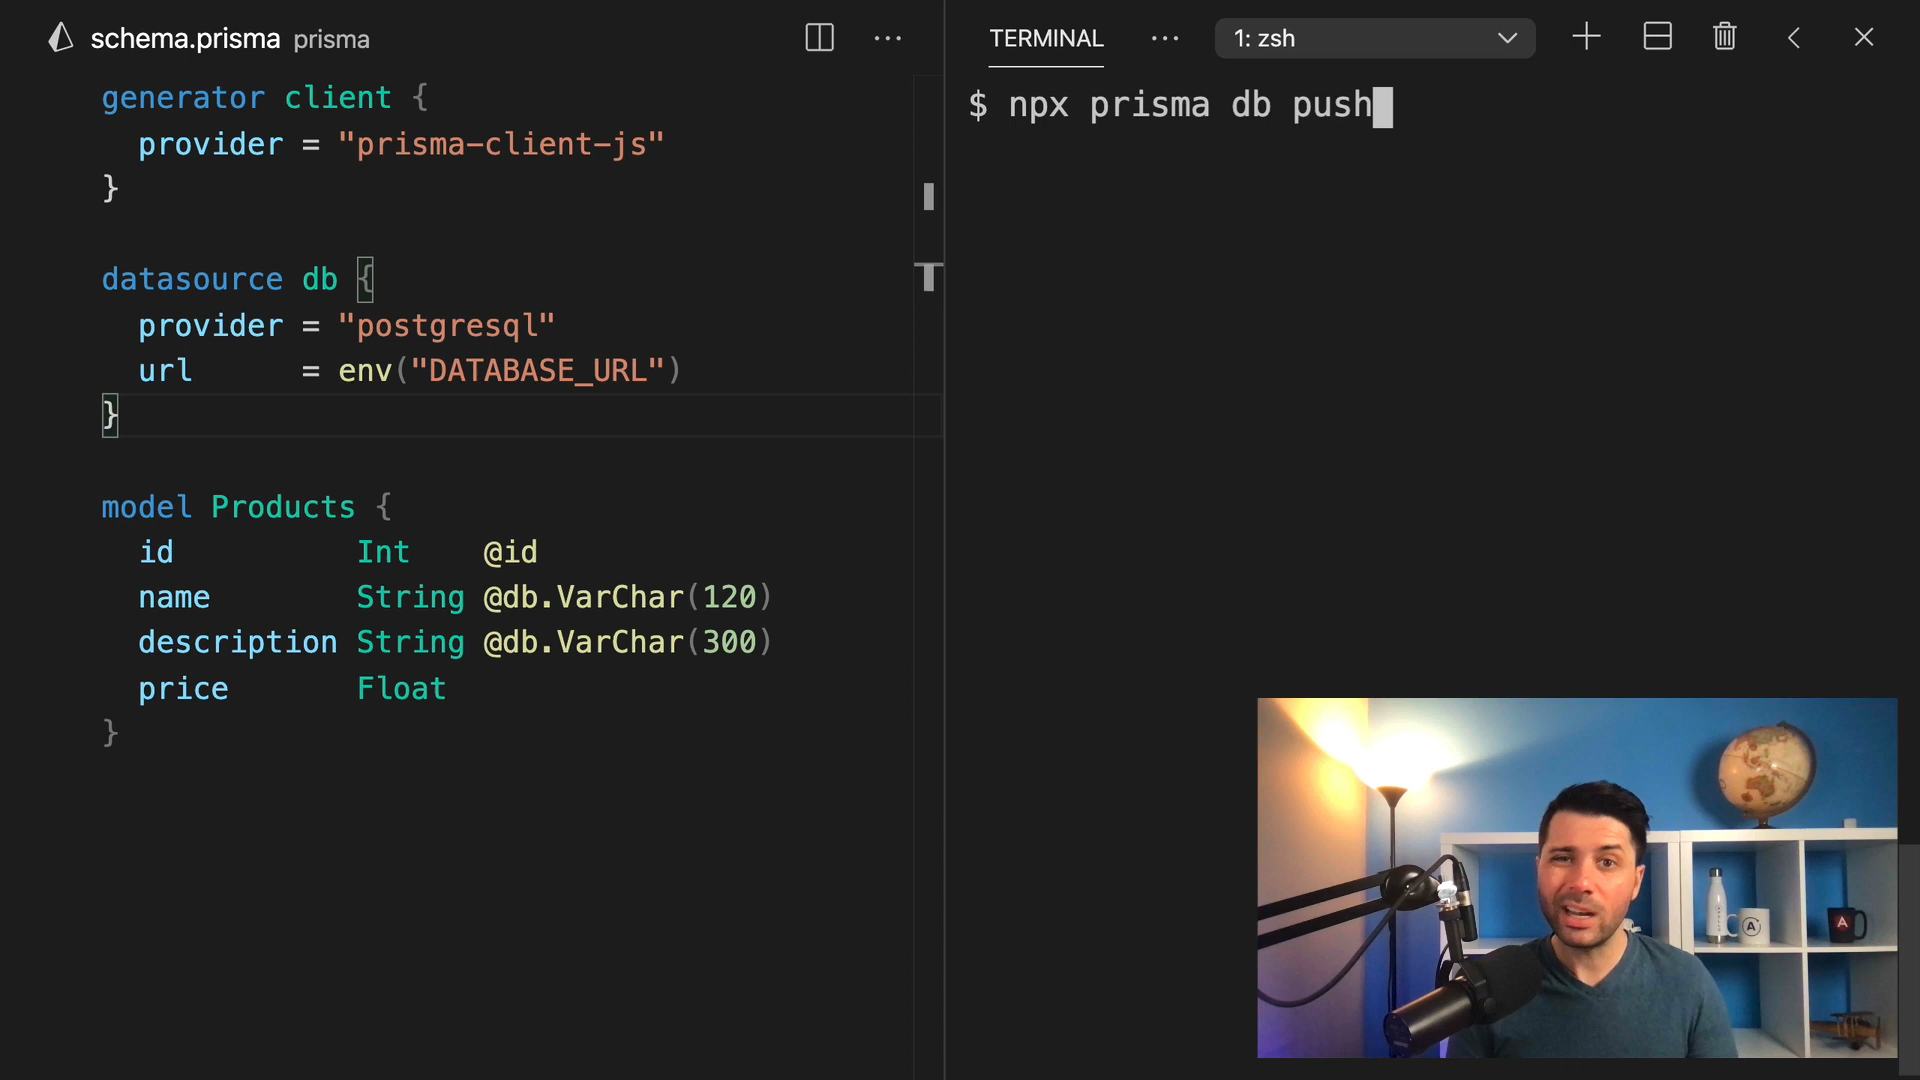 schema.prisma prisma
generator client {
provider = "prisma-client-js"
}
datasource db {
provider = "postgresql"
url = env("DATABASE_URL")
}
model Products {
id Int @id
name String @db.VarChar(120)
description String @db.VarChar(300)
price Float
}
TERMINAL
1: zsh
$ npx prisma db push
A
A